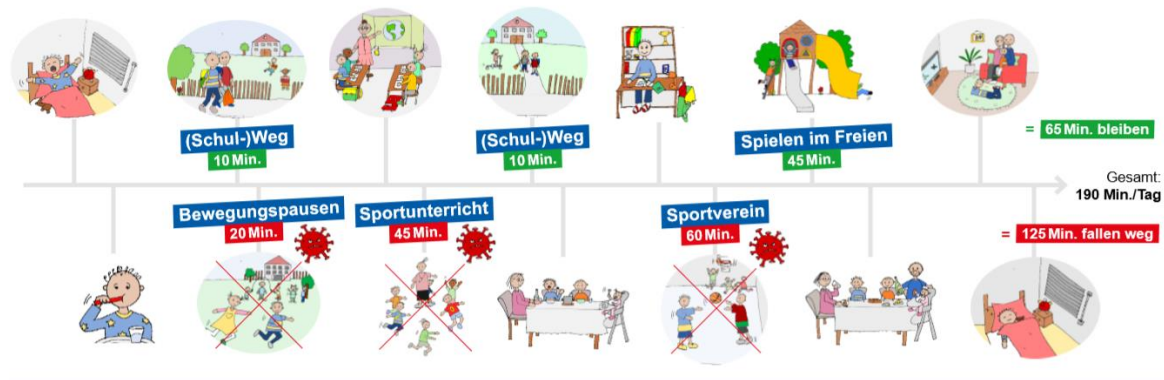 (Schul-)Weg
10 Min.
(Schul-)Weg
10 Min.
Spielen im Freien
45 Min.
= 65 Min. bleiben
Gesamt:
190 Min./Tag
Bewegungspausen
20 Min.
Sportunterricht
45 Min.
Sportverein
60 Min.
= 125 Min. fallen weg